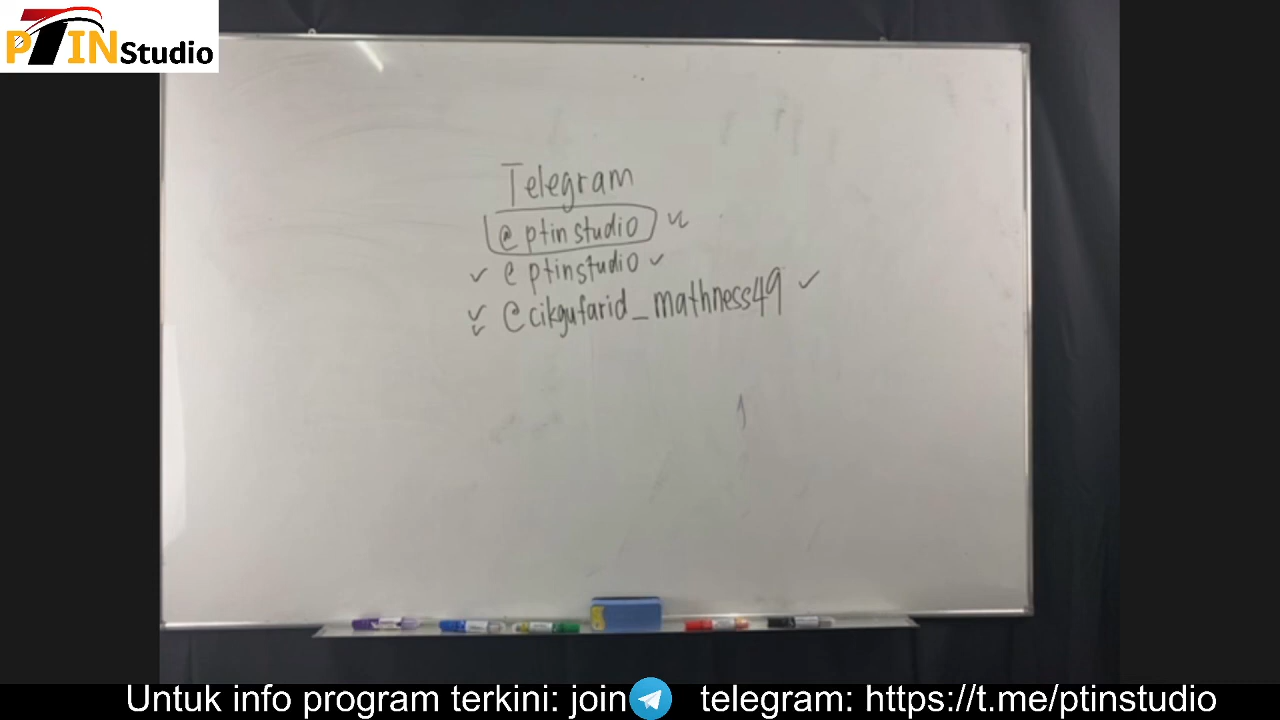 PTIN Studio
Telegram
@ptinstudio
@ptinstudio
@cikgufarid_mathness49
Untuk info program terkini: join telegram: https://t.me/ptinstudio